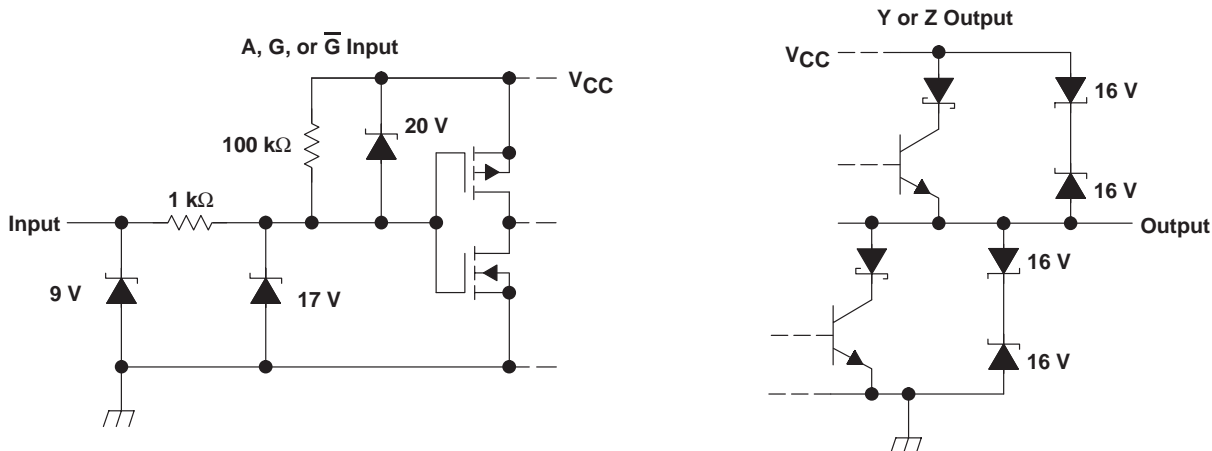 Y or Z Output
A, G, or G̅ Input
VCC
VCC
16 V
20 V
100 kΩ
16 V
1 kΩ
Input
Output
16 V
9 V
17 V
16 V